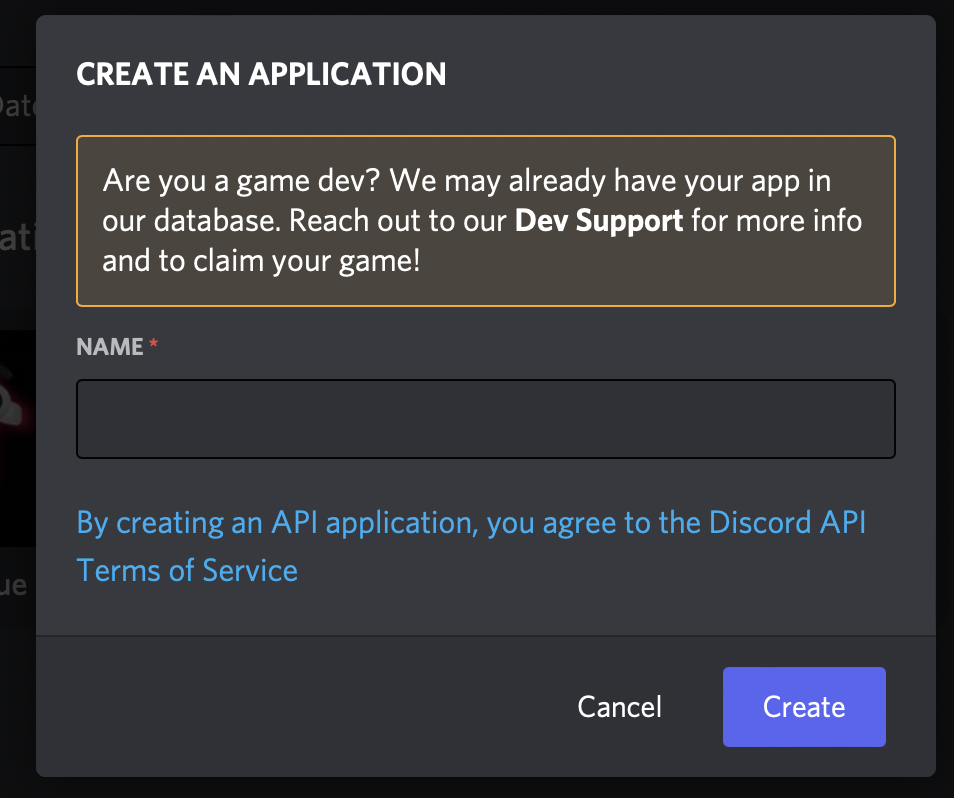 CREATE AN APPLICATION
Are you a game dev? We may already have your app in
our database. Reach out to our Dev Support for more info
and to claim your game!
NAME *
By creating an API application, you agree to the Discord API
Terms of Service
Cancel
Create